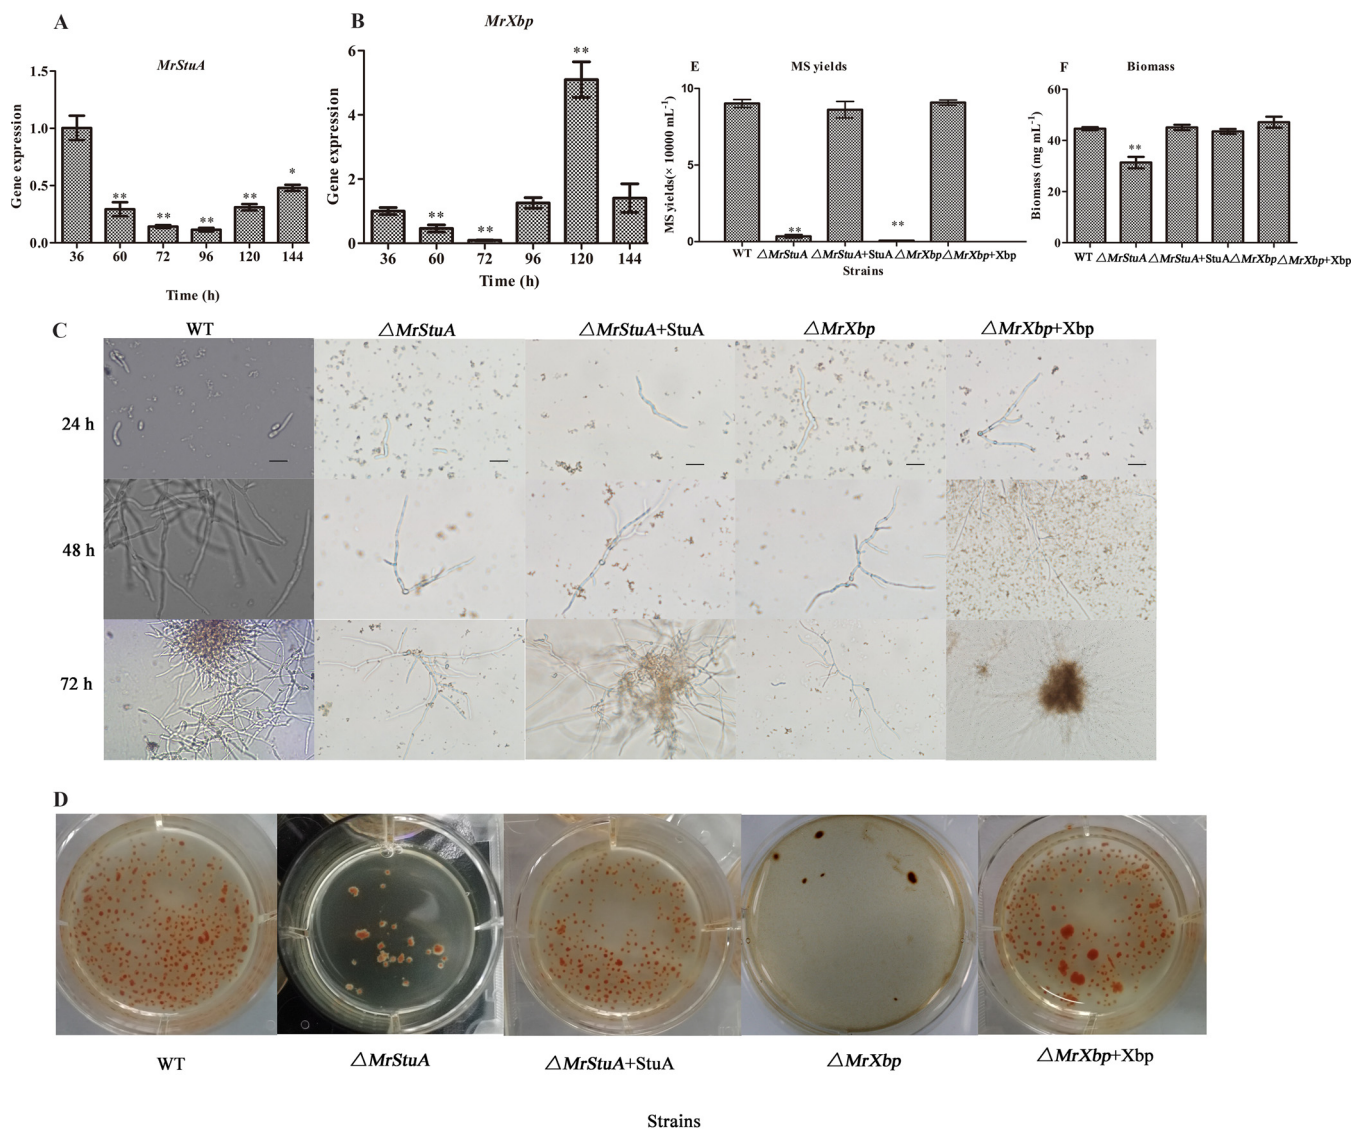 A
MrStuA
Gene expression
1.5
1.0
0.5
0.0
**
**
**
**
*
36 60 72 96 120 144
Time (h)
B
MrXbp
Gene expression
6
4
2
0
**
**
**
36 60 72 96 120 144
Time (h)
E
MS yields
MS yields(× 10000 mL⁻¹)
10
5
0
**
**
WT △MrStuA △MrStuA+StuA △MrXbp △MrXbp+Xbp
Strains
F
Biomass
Biomass (mg mL⁻¹)
60
40
20
0
**
WT △MrStuA △MrStuA+StuA △MrXbp △MrXbp+Xbp
C
WT △MrStuA △MrStuA+StuA △MrXbp △MrXbp+Xbp
24 h
48 h
72 h
D
WT △MrStuA △MrStuA+StuA △MrXbp △MrXbp+Xbp
Strains